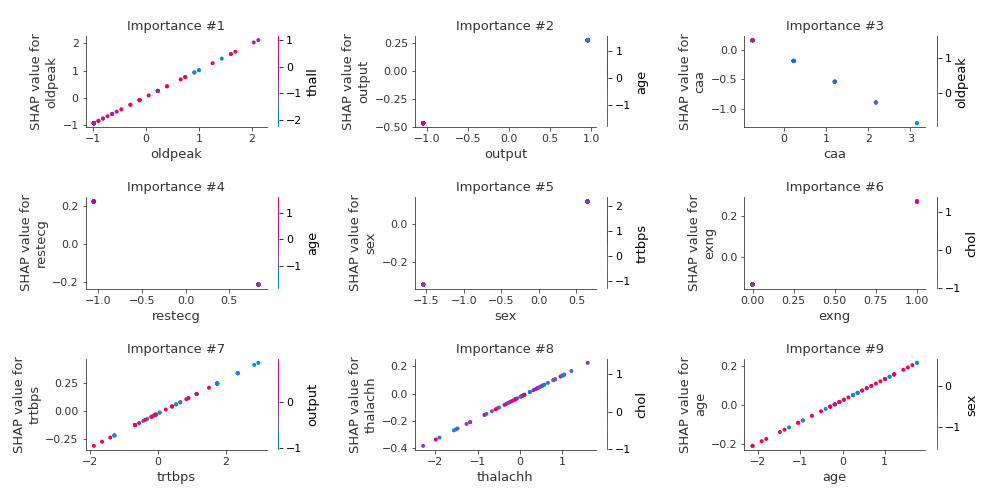 Importance #1
SHAP value for
oldpeak
2
1
0
−1
−1
0
1
2
oldpeak
1
0
−1
−2
thall
Importance #2
SHAP value for
output
0.25
0.00
−0.25
−0.50
−1.0
−0.5
0.0
0.5
1.0
output
1
0
−1
age
Importance #3
SHAP value for
caa
0.0
−0.5
−1.0
0
1
2
3
caa
1
0
oldpeak
Importance #4
SHAP value for
restecg
0.2
0.0
−0.2
−1.0
−0.5
0.0
0.5
restecg
1
0
−1
age
Importance #5
SHAP value for
sex
0.0
−0.2
−1.5
−1.0
−0.5
0.0
0.5
sex
2
1
0
−1
trtbps
Importance #6
SHAP value for
exng
0.2
0.0
0.00
0.25
0.50
0.75
1.00
exng
1
0
−1
chol
Importance #7
SHAP value for
trtbps
0.25
0.00
−0.25
−2
0
2
trtbps
0
−1
output
Importance #8
SHAP value for
thalachh
0.2
0.0
−0.2
−0.4
−2
−1
0
1
thalachh
1
0
−1
chol
Importance #9
SHAP value for
age
0.2
0.0
−0.2
−2
−1
0
1
age
0
−1
sex